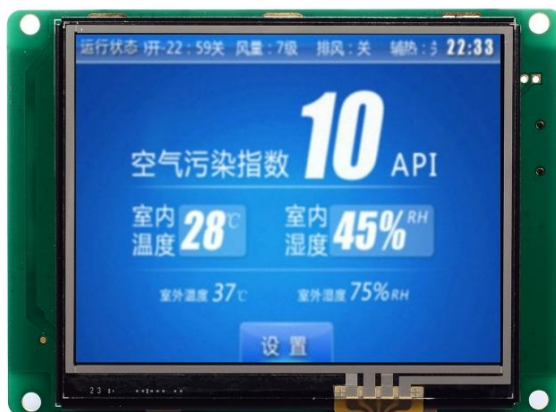 运行状态 开-22:59关 风量:7级 排风:关 辅热: 22:33
空气污染指数 10 API
室内温度 28℃ 室内湿度 45%RH
室外温度 37℃ 室外湿度 75%RH
设置